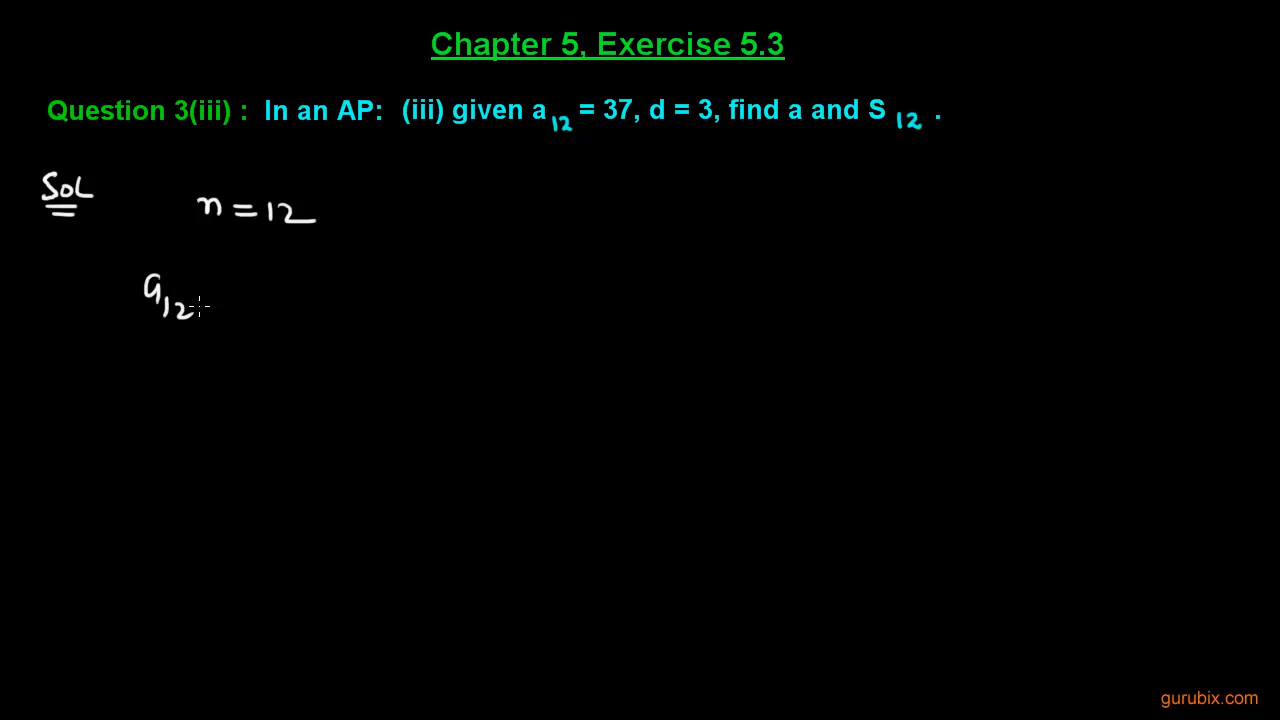 Chapter 5, Exercise 5.3
Question 3(iii) : In an AP: (iii) given a₁₂ = 37, d = 3, find a and S ₁₂ .
SOL n = 12
a₁₂
gurubix.com